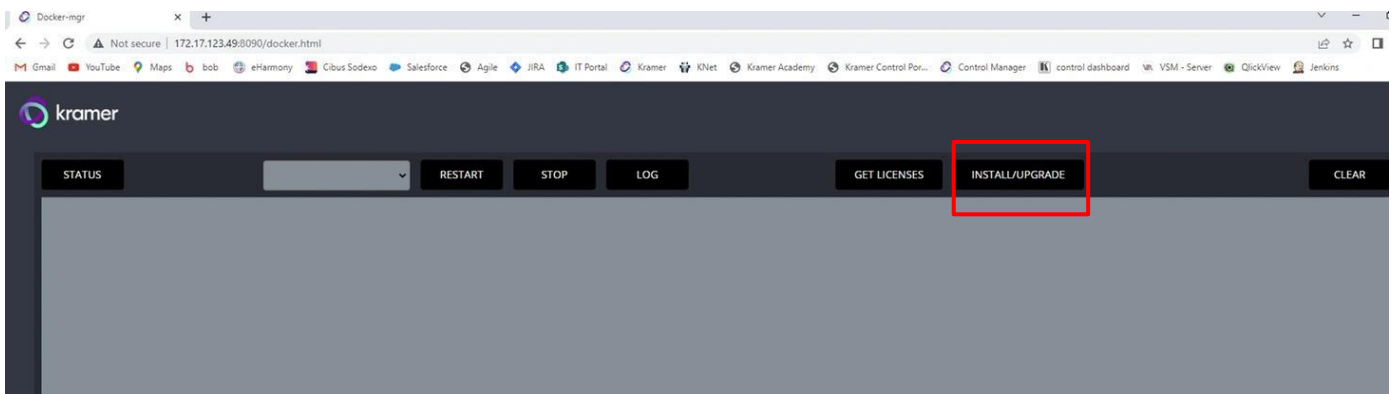 Docker-mgr
Not secure | 172.17.123.49:8090/docker.html
Gmail YouTube Maps bob eHarmony Cibus Sodexo Salesforce Agile JIRA IT Portal Kramer KNet Kramer Academy Kramer Control Por... Control Manager control dashboard VSM - Server QlickView Jenkins
kramer
STATUS RESTART STOP LOG GET LICENSES INSTALL/UPGRADE CLEAR